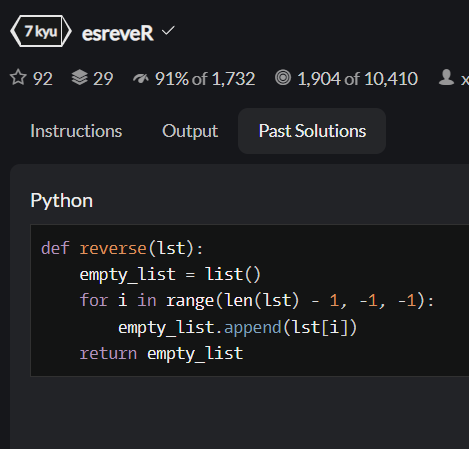 7 kyu esreveR
92 29 91% of 1,732 1,904 of 10,410 x
Instructions Output Past Solutions
Python
def reverse(lst):
    empty_list = list()
    for i in range(len(lst) - 1, -1, -1):
        empty_list.append(lst[i])
    return empty_list